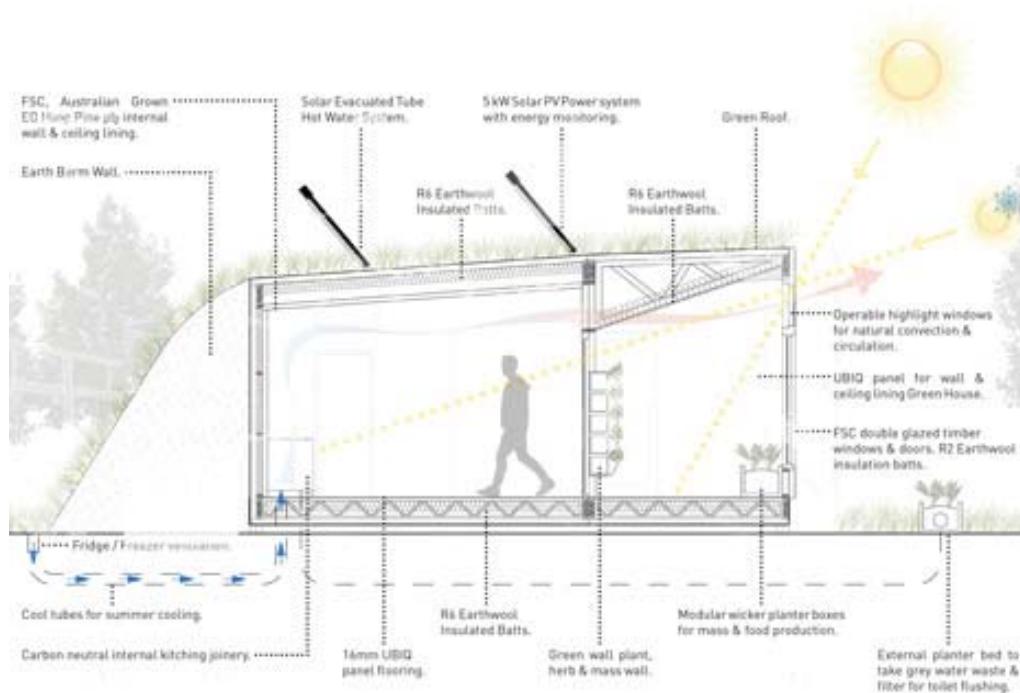 FSC, Australian Grown
ED Hine Pine ply internal
wall & ceiling lining.
Earth Berm Wall.
Solar Evacuated Tube
Hot Water System.
5 kW Solar PV Power system
with energy monitoring.
Green Roof.
R6 Earthwool
Insulated Batts.
R6 Earthwool
Insulated Batts.
Operable highlight windows
for natural convection &
circulation.
UBIQ panel for wall &
ceiling lining Green House.
FSC double glazed timber
windows & doors. R2 Earthwool
insulation batts.
Fridge / Freezer ventilation.
Cool tubes for summer cooling.
Carbon neutral internal kitching joinery.
16mm UBIQ
panel flooring.
R6 Earthwool
Insulated Batts.
Green wall plant,
herb & mass wall.
Modular wicker planter boxes
for mass & food production.
External planter bed to
take grey water waste &
filter for toilet flushing.